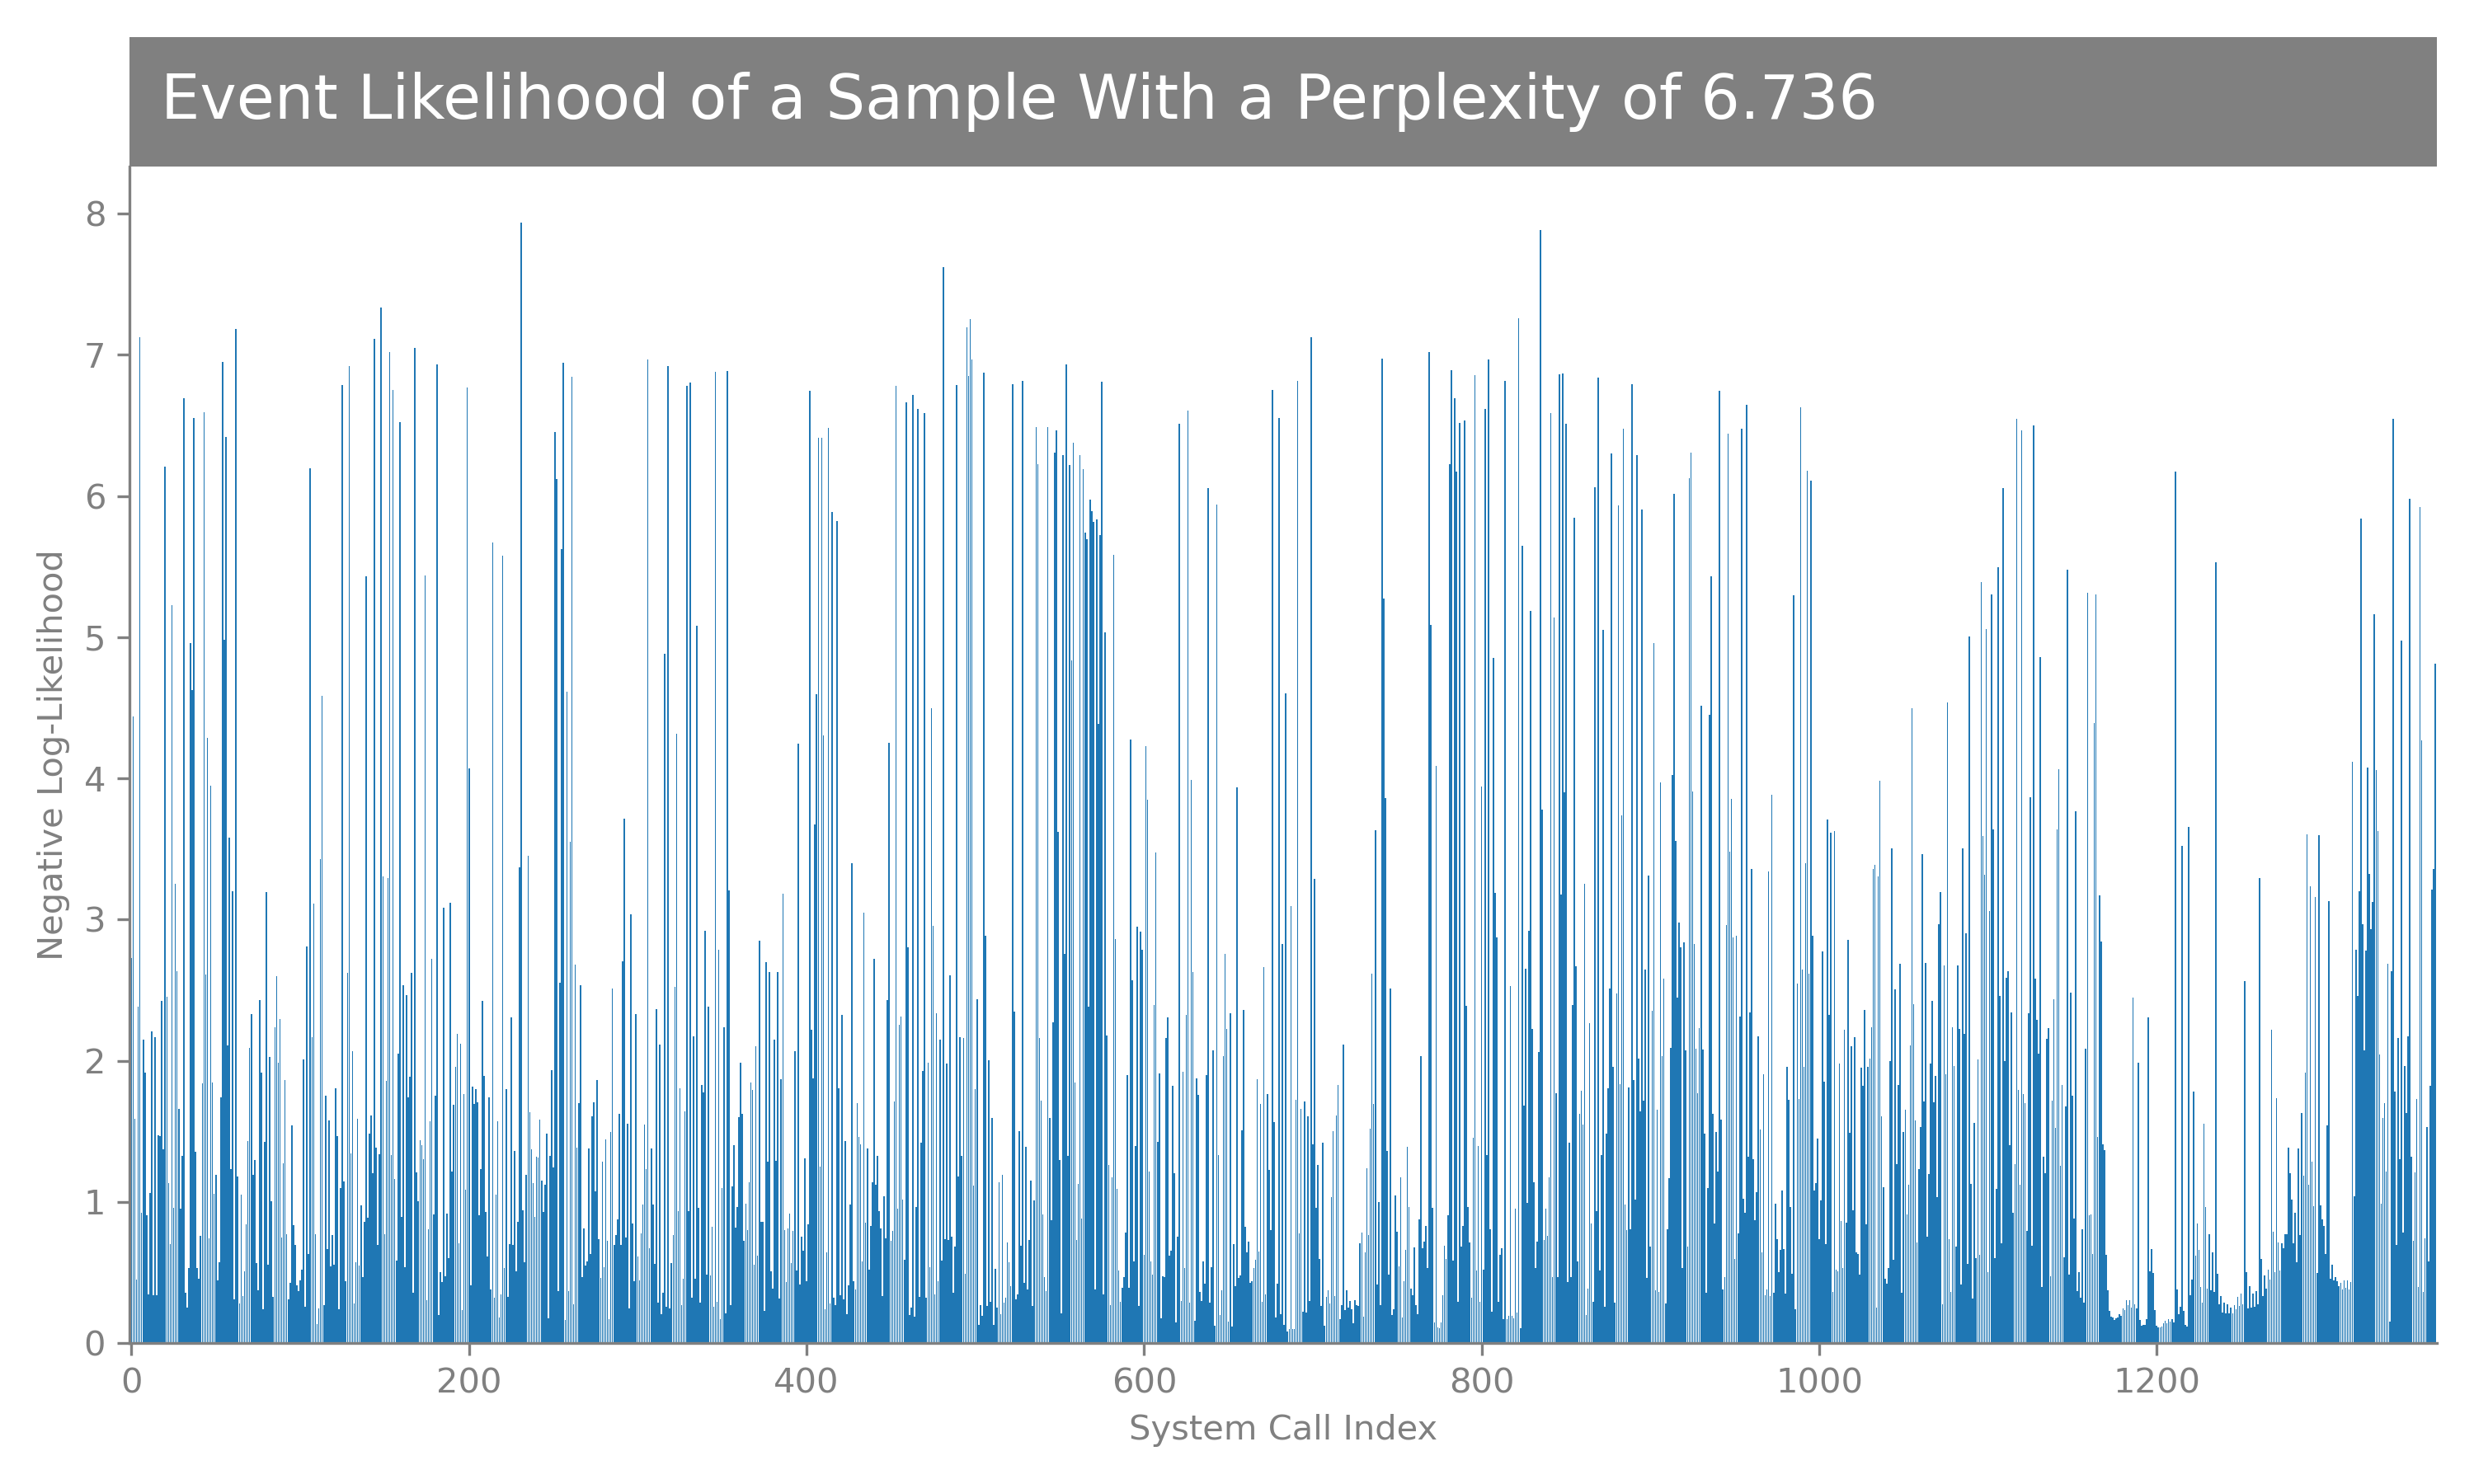 Event Likelihood of a Sample With a Perplexity of 6.736
8
7
6
5
4
3
2
1
0
Negative Log-Likelihood
0 200 400 600 800 1000 1200
System Call Index